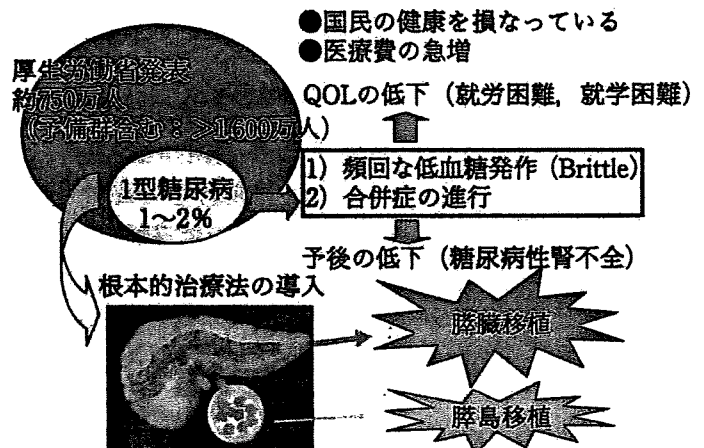 ●国民の健康を損なっている
●医療費の急増
厚生労働省発表
約750万人
(予備群含む:>1600万人)
QOLの低下(就労困難,就学困難)
1型糖尿病
1~2%
1)頻回な低血糖発作(Brittle)
2)合併症の進行
予後の低下(糖尿病性腎不全)
根本的治療法の導入
膵臓移植
膵島移植